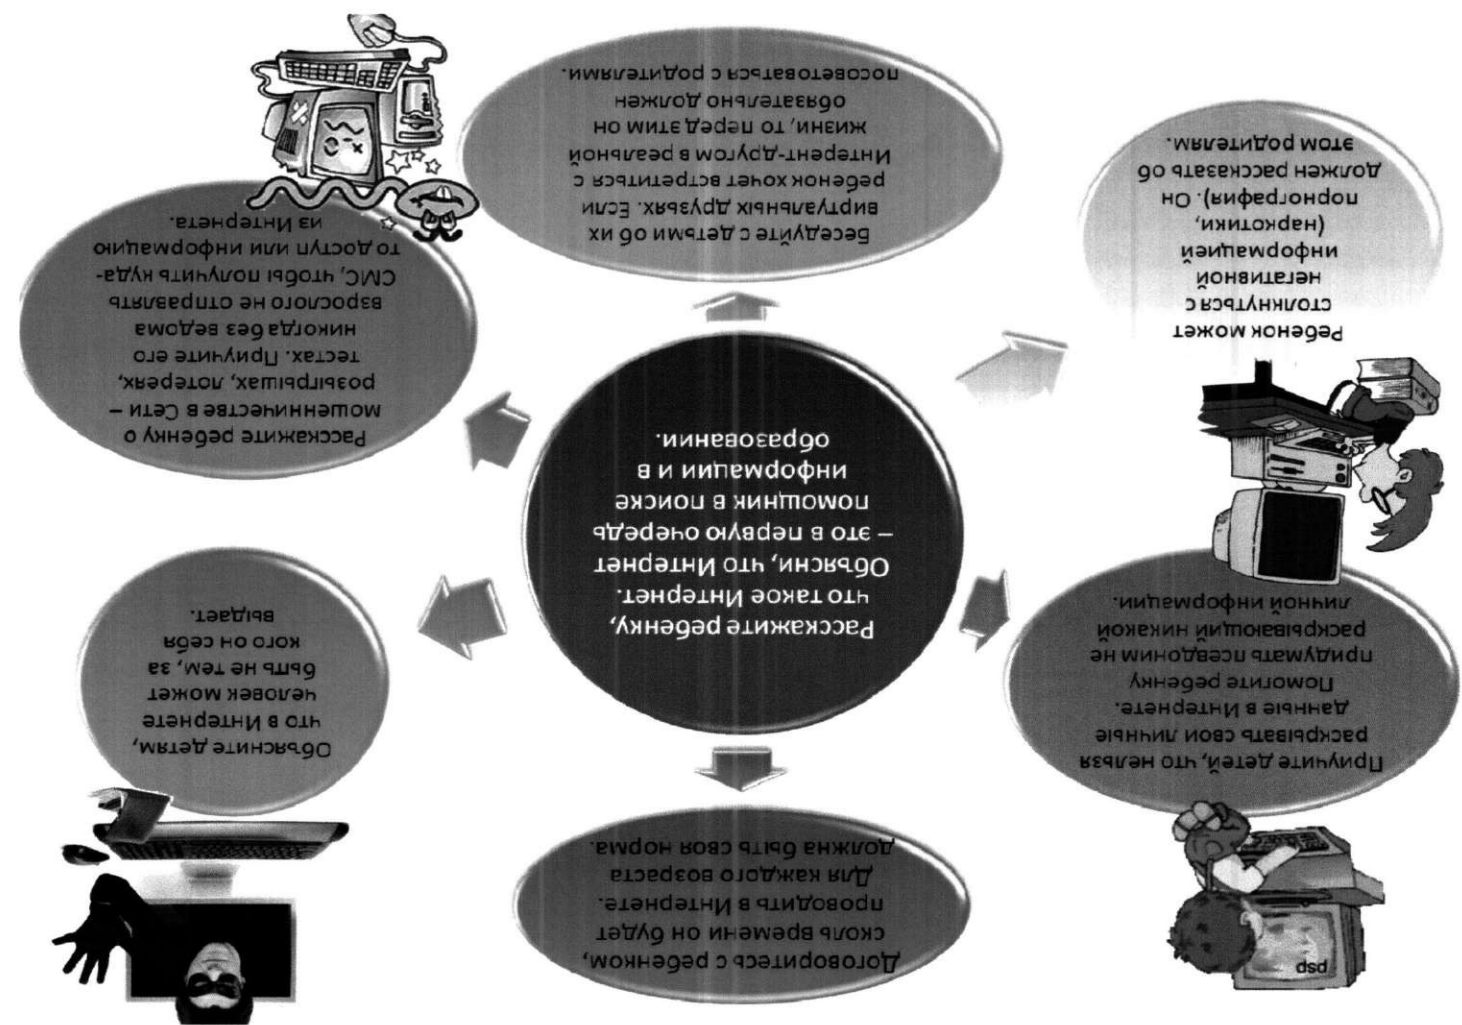 Договоритесь с ребенком,
сколь времени он будет
проводить в Интернете.
Для каждого возраста
должна быть своя норма.
psp
Приучите детей, что нельзя
раскрывать свои личные
данные в Интернете.
Помогите ребенку
придумать псевдоним не
раскрывающий никакой
личной информации.
Объясните детям,
что в Интернете
человек может
быть не тем, за
кого он себя
выдает.
Расскажите ребенку,
что такое Интернет.
Объясни, что Интернет
– это в первую очередь
помощник в поиске
информации и в
образовании.
Ребенок может
столкнуться с
негативной
информацией
(наркотики,
порнография). Он
должен рассказать об
этом родителям.
Расскажите ребенку о
мошенничестве в Сети –
розыгрышах, лотереях,
тестах. Приучите его
никогда без ведома
взрослого не отправлять
СМС, чтобы получить куда-
то доступ или информацию
из Интернета.
Беседуйте с детьми об их
виртуальных друзьях. Если
ребенок хочет встретиться с
Интерент-другом в реальной
жизни, то перед этим он
обязательно должен
посоветоваться с родителями.